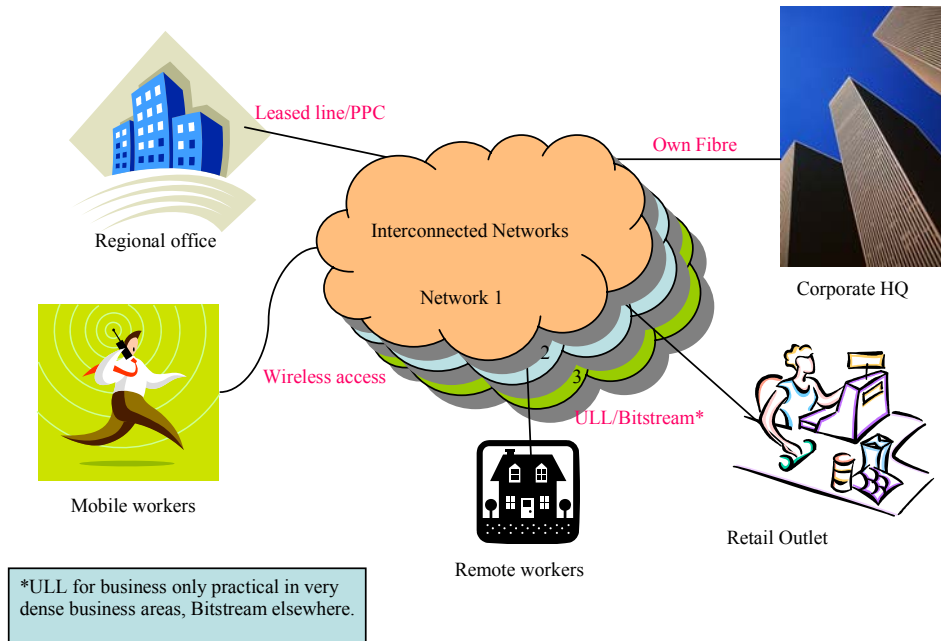 Leased line/PPC
Own Fibre
Regional office
Interconnected Networks
Network 1
Corporate HQ
2
Wireless access
3
ULL/Bitstream*
Mobile workers
Retail Outlet
Remote workers
*ULL for business only practical in very
dense business areas, Bitstream elsewhere.